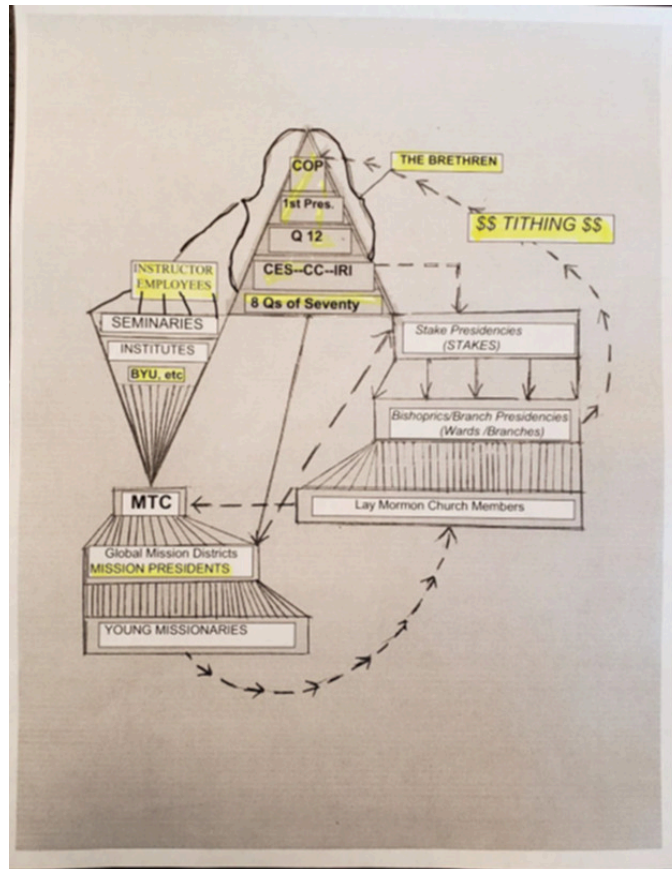 COP
THE BRETHREN
1st Pres.
$$ TITHING $$
Q 12
CES--CC--IRI
INSTRUCTOR
EMPLOYEES
8 Qs of Seventy
SEMINARIES
INSTITUTES
BYU, etc
Stake Presidencies
(STAKES)
Bishoprics/Branch Presidencies
(Wards /Branches)
MTC
Lay Mormon Church Members
Global Mission Districts
MISSION PRESIDENTS
YOUNG MISSIONARIES